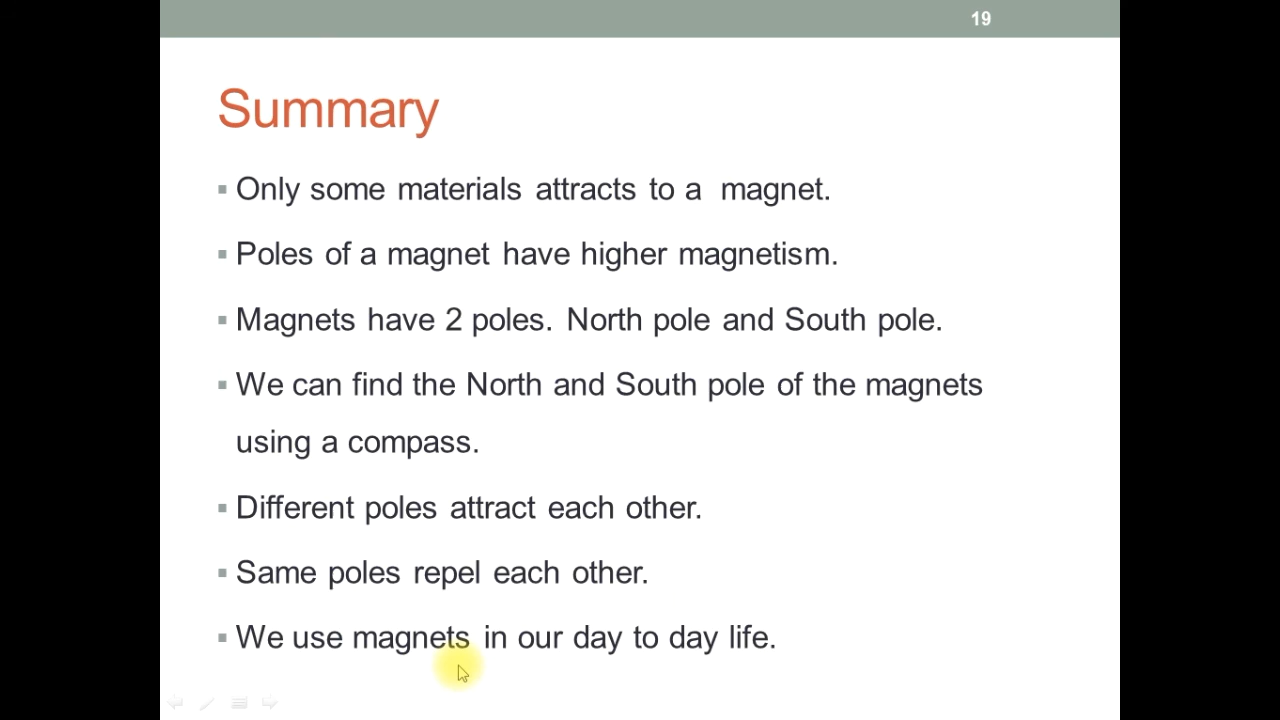 19
Summary
▪ Only some materials attracts to a magnet.
▪ Poles of a magnet have higher magnetism.
▪ Magnets have 2 poles. North pole and South pole.
▪ We can find the North and South pole of the magnets
using a compass.
▪ Different poles attract each other.
▪ Same poles repel each other.
▪ We use magnets in our day to day life.